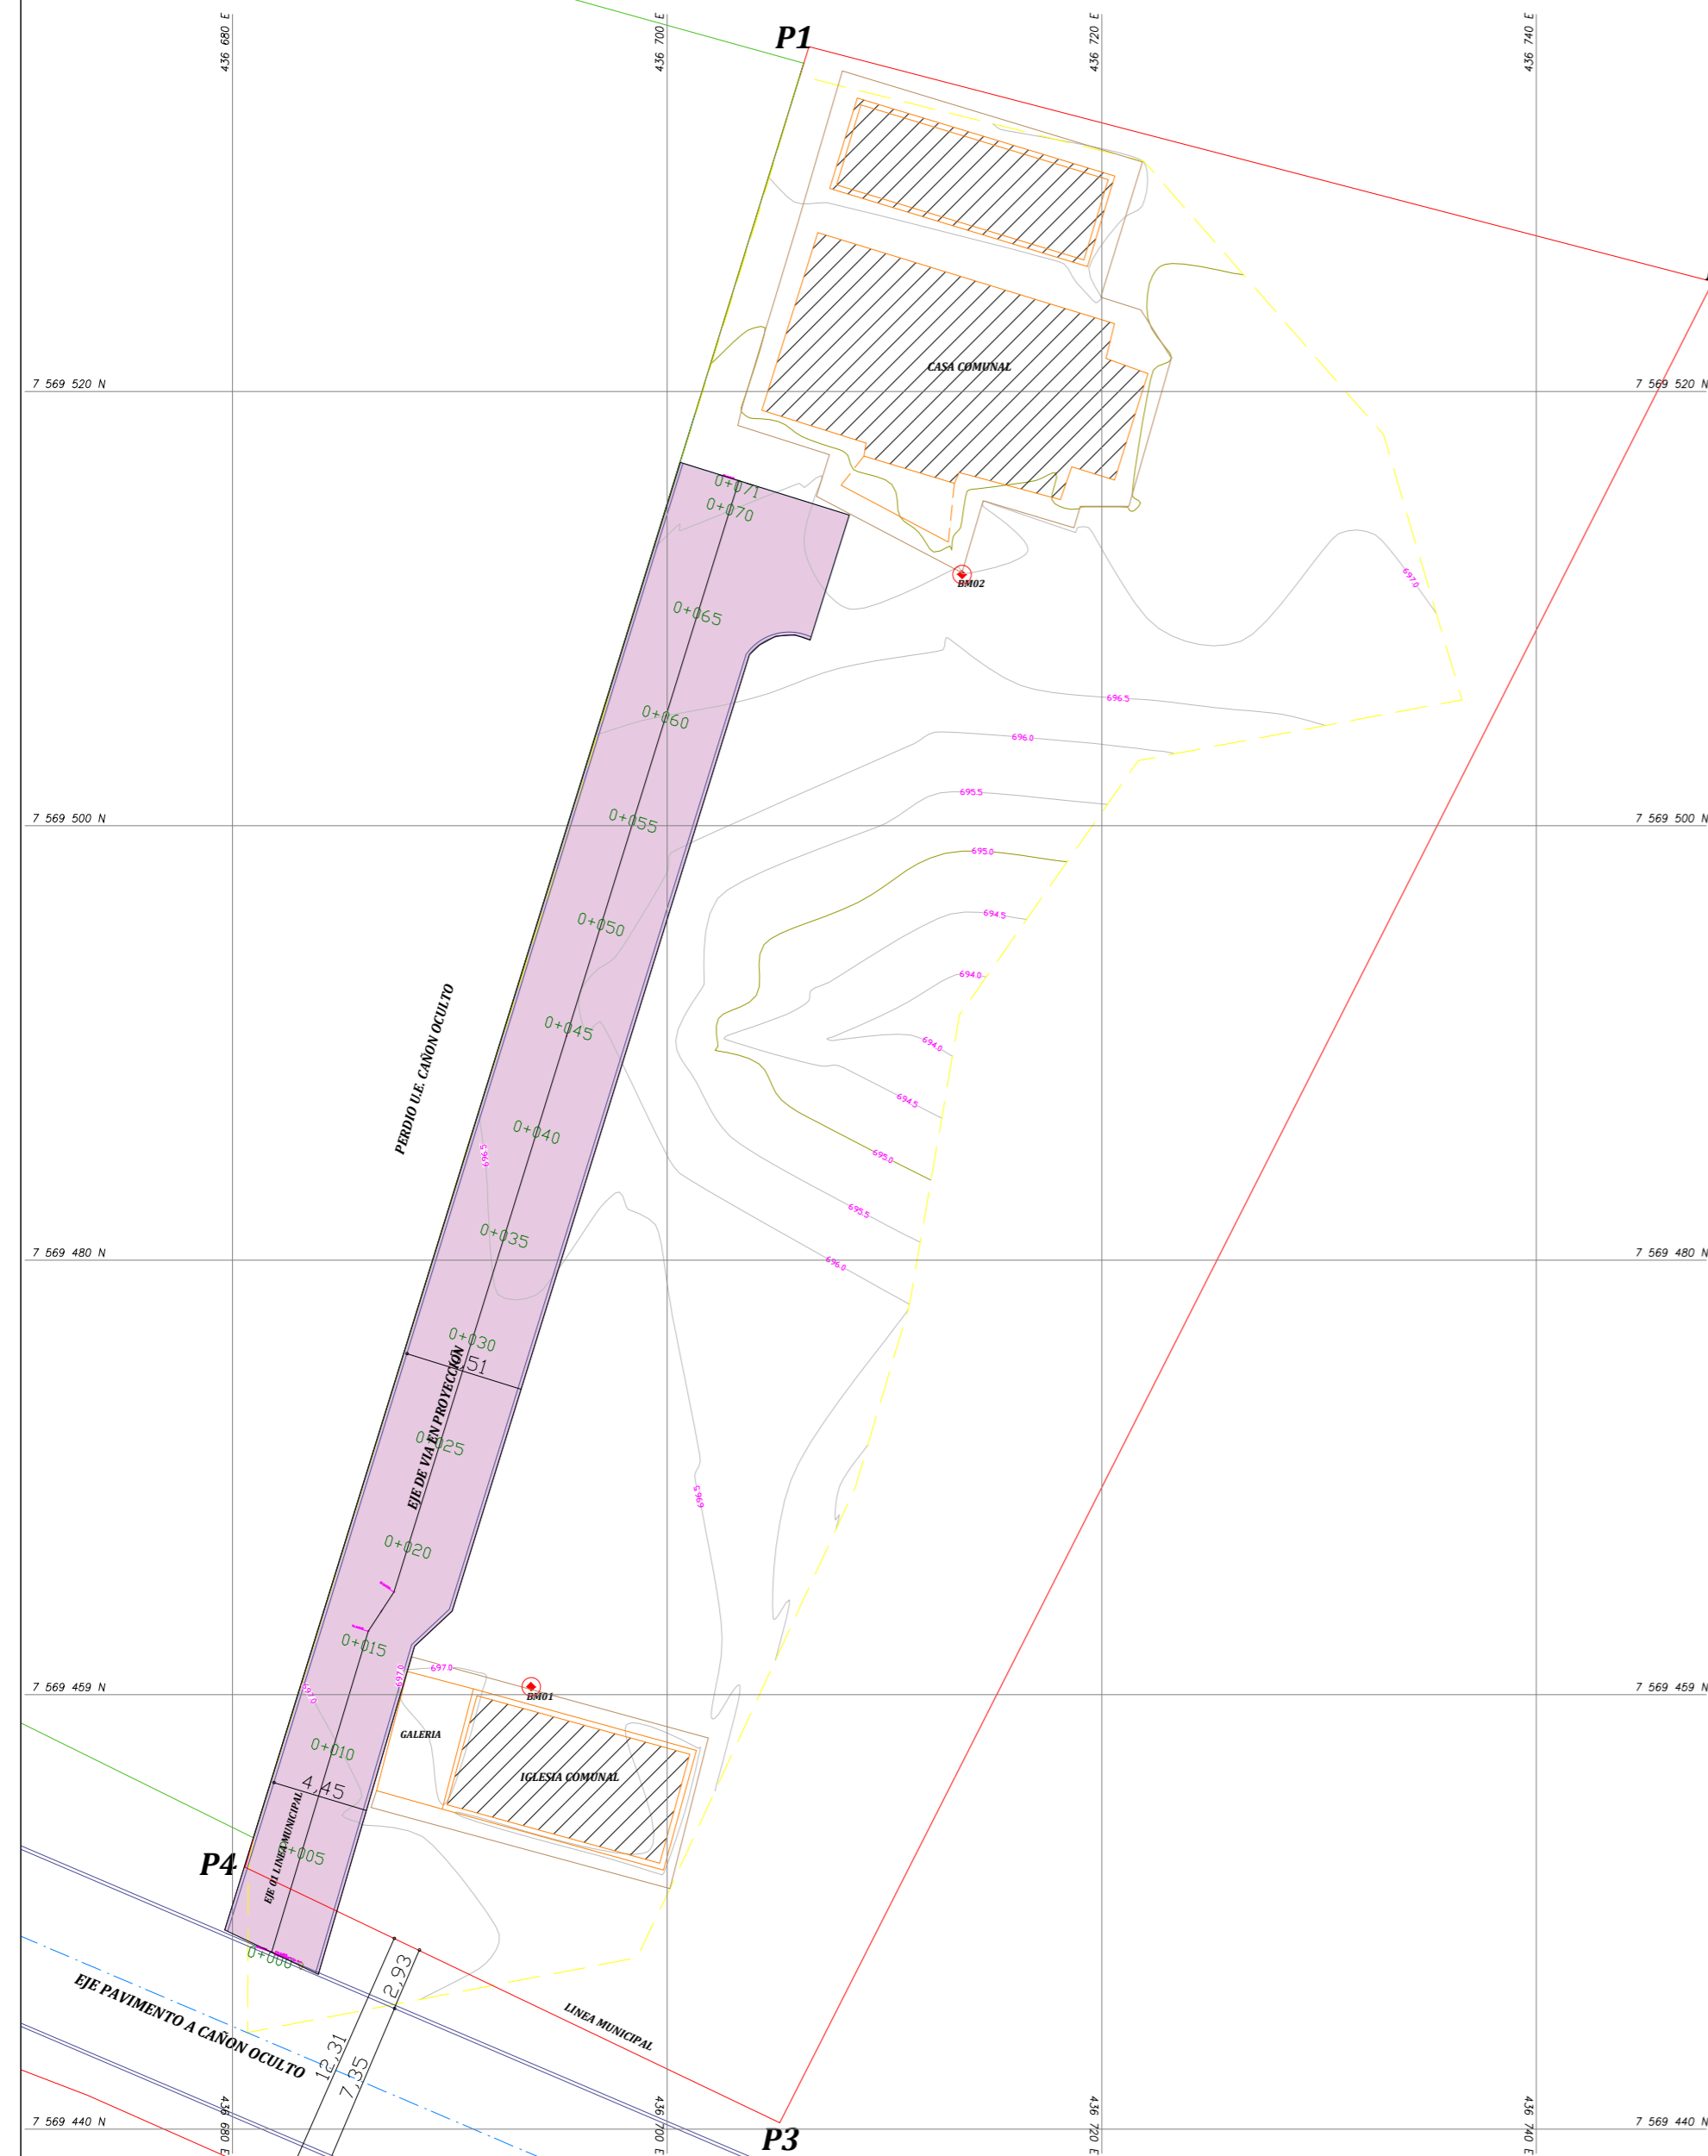 436 680 E
436 700 E
436 720 E
436 740 E
P1
CASA COMUNAL
7 569 520 N
7 569 520 N
0+071
0+070
BM02
697.0
0+065
696.5
0+060
696.0
695.5
0+055
7 569 500 N
7 569 500 N
695.0
694.5
0+050
694.0
PERDIO U.E. CAÑON OCULTO
0+045
694.0
694.5
0+040
696.5
695.0
695.5
0+035
7 569 480 N
7 569 480 N
696.0
0+030
EJE DE VIA EN PROYECCION
0+025
696.5
0+020
0+015
697.0
697.0
697.0
7 569 459 N
7 569 459 N
BM01
GALERIA
0+010
IGLESIA COMUNAL
4,45
EJE 01 LINEA MUNICIPAL
P4
0+000
2,93
EJE PAVIMENTO A CAÑON OCULTO
LINEA MUNICIPAL
12,31
7,35
7 569 440 N
7 569 440 N
P3
436 680 E
436 700 E
436 720 E
436 740 E